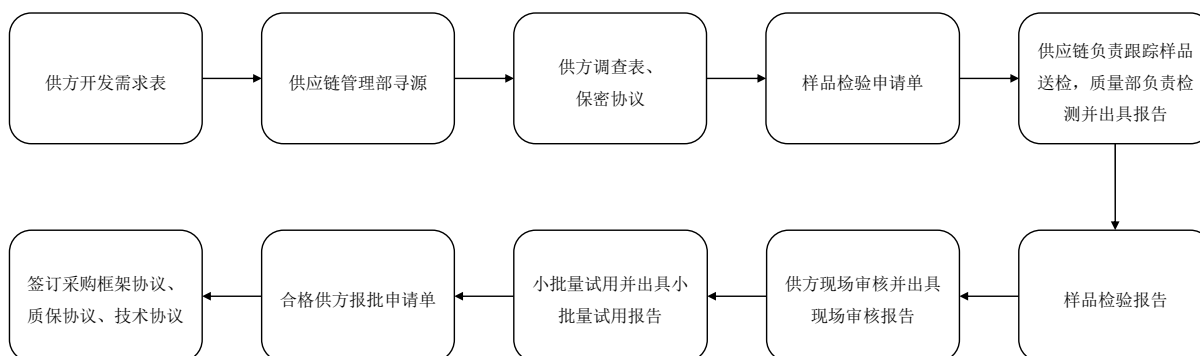 供方开发需求表
供应链管理部寻源
供方调查表、
保密协议
样品检验申请单
供应链负责跟踪样品
送检，质量部负责检
测并出具报告
样品检验报告
供方现场审核并出具
现场审核报告
小批量试用并出具小
批量试用报告
合格供方报批申请单
签订采购框架协议、
质保协议、技术协议